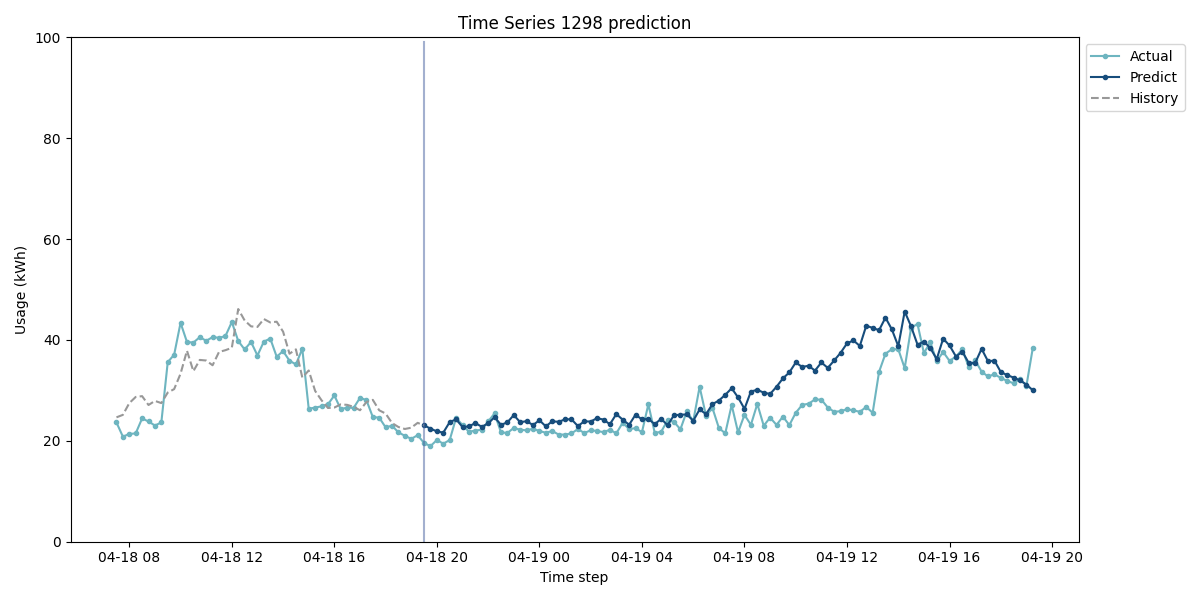 Time Series 1298 prediction
100
80
60
40
20
0
Usage (kWh)
04-18 08
04-18 12
04-18 16
04-18 20
04-19 00
04-19 04
04-19 08
04-19 12
04-19 16
04-19 20
Time step
Actual
Predict
History